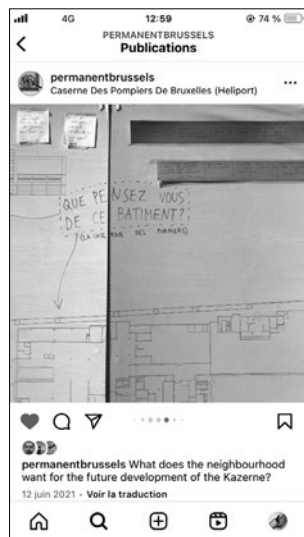 4G 12:59 74 %
PERMANENTBRUSSELS
Publications
permanentbrussels
Caserne Des Pompiers De Bruxelles (Heliport)
QUE PENSEZ VOUS
DE CE BATIMENT?
DES POMPIERS)
permanentbrussels What does the neighbourhood
want for the future development of the Kazerne?
12 juin 2021 • Voir la traduction